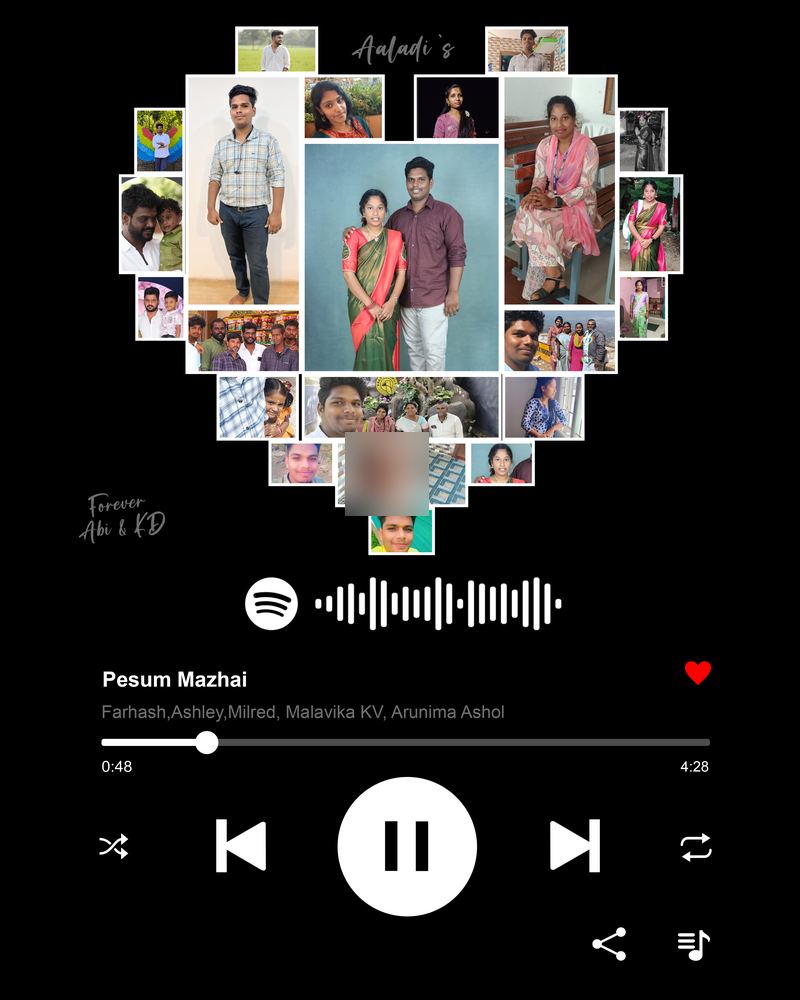 Aaladi's
Forever
Abi & KD
Pesum Mazhai
Farhash,Ashley,Milred, Malavika KV, Arunima Ashol
0:48
4:28